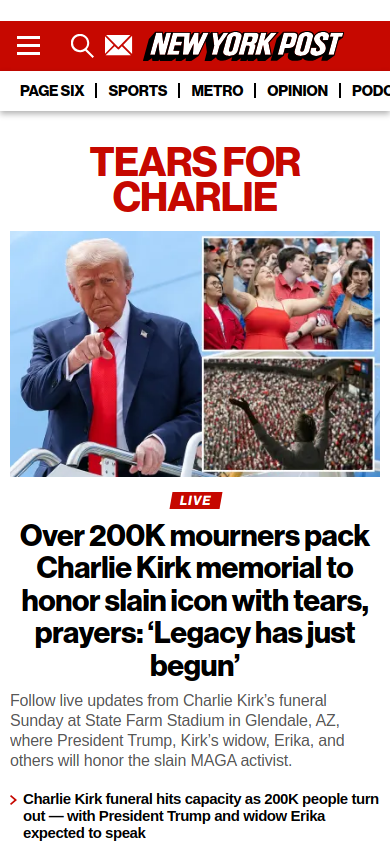 NEW YORK POST
PAGE SIX
SPORTS
METRO
OPINION
PODC
TEARS FOR
CHARLIE
LIVE
Over 200K mourners pack
Charlie Kirk memorial to
honor slain icon with tears,
prayers: ‘Legacy has just
begun’
Follow live updates from Charlie Kirk’s funeral
Sunday at State Farm Stadium in Glendale, AZ,
where President Trump, Kirk’s widow, Erika, and
others will honor the slain MAGA activist.
Charlie Kirk funeral hits capacity as 200K people turn
out — with President Trump and widow Erika
expected to speak